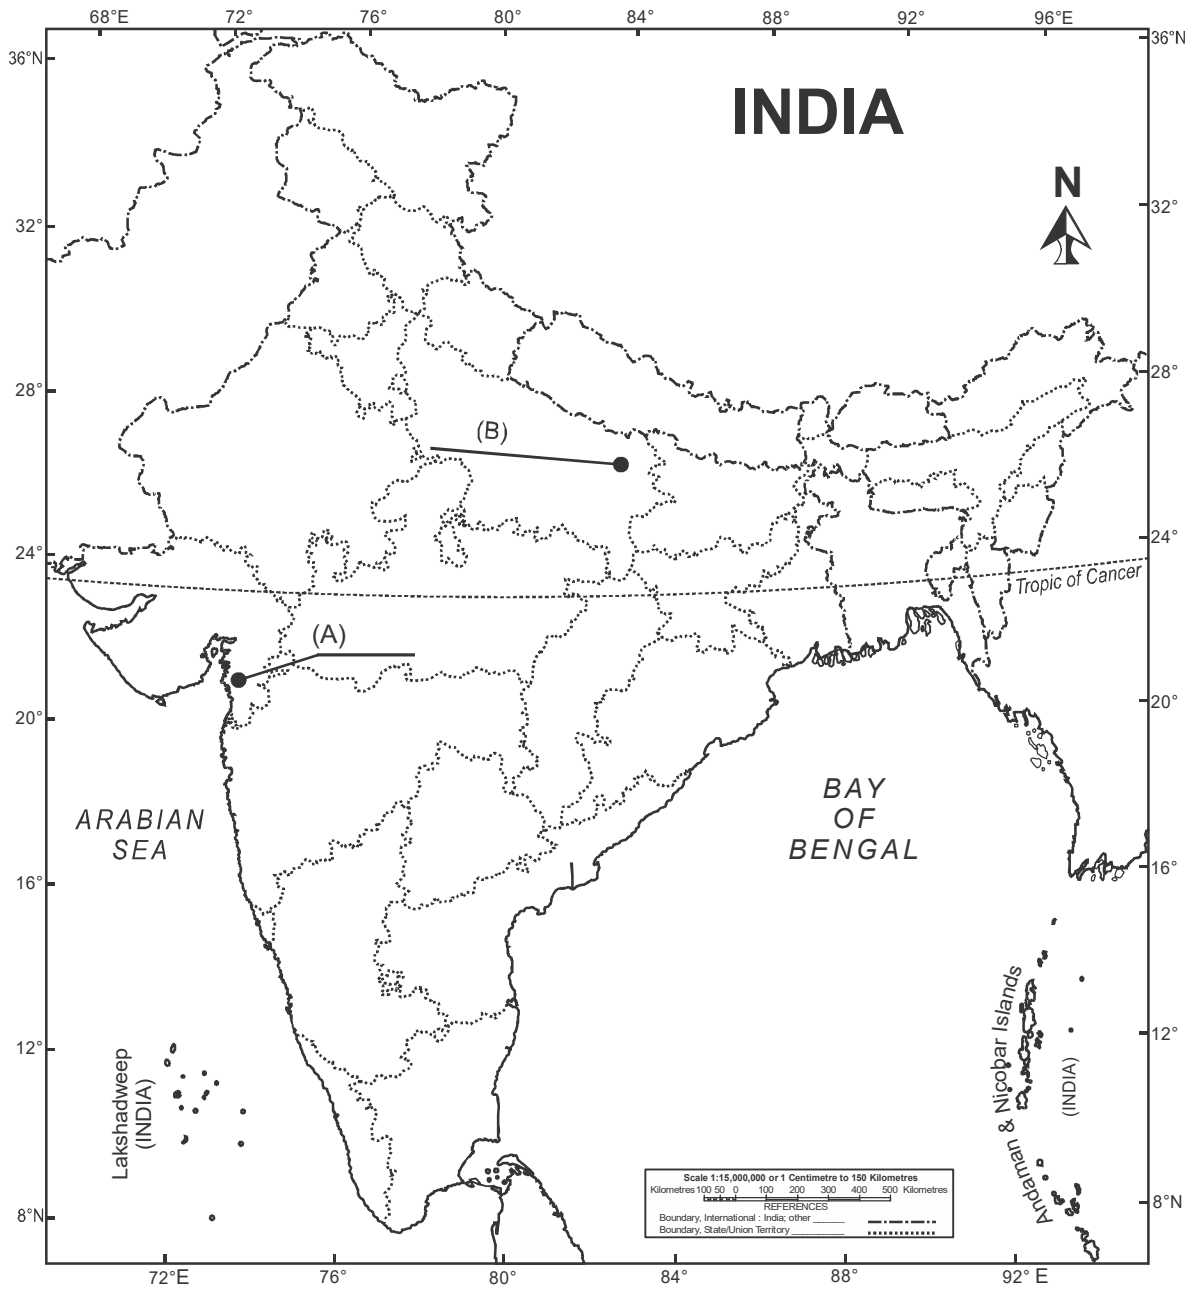 68°E 72° 76° 80° 84° 88° 92° 96°E
36°N 36°N
INDIA
N
32° 32°
28° 28°
(B)
24° 24°
Tropic of Cancer
(A)
20° 20°
ARABIAN
SEA
BAY
OF
BENGAL
16° 16°
Andaman & Nicobar Islands
(INDIA)
12° 12°
Lakshadweep
(INDIA)
Scale 1:15,000,000 or 1 Centimetre to 150 Kilometres
Kilometres 100 50 0 100 200 300 400 500 Kilometres
REFERENCES
Boundary, International : India; other ______
Boundary, State/Union Territory __________
8°N 8°N
72°E 76° 80° 84° 88° 92° E